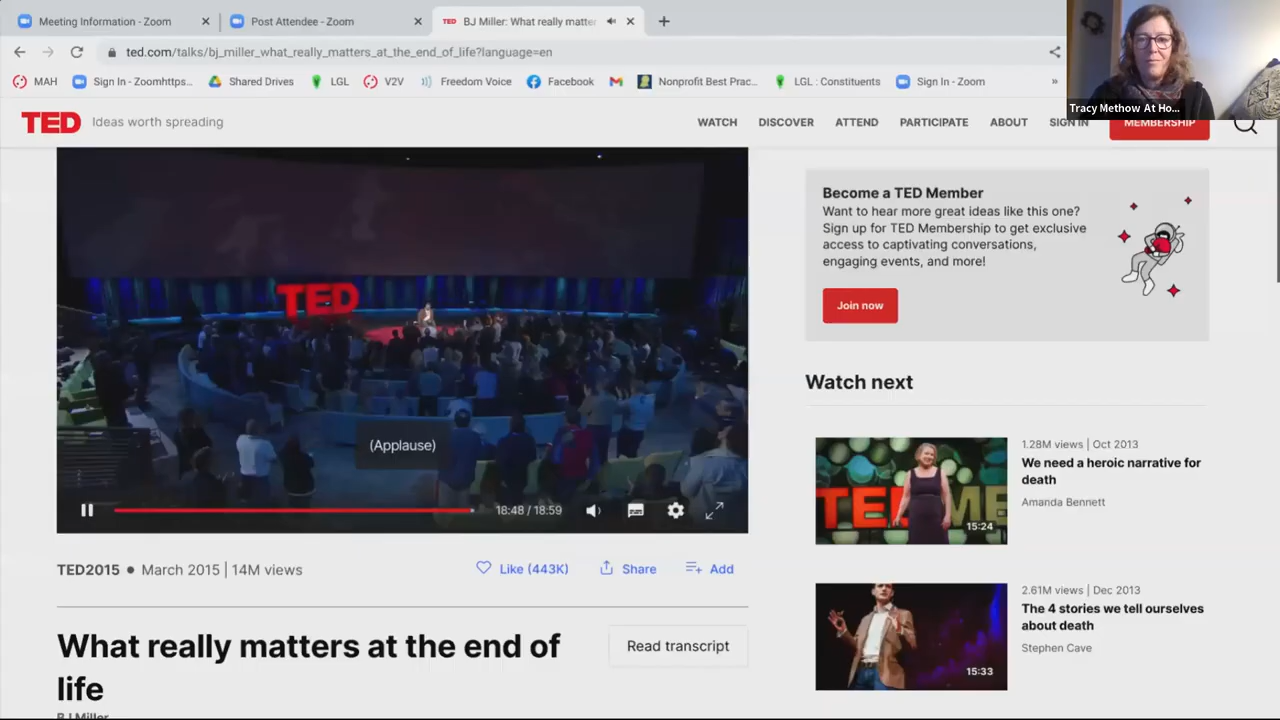 Meeting Information - Zoom
Post Attendee - Zoom
TED BJ Miller: What really matter
ted.com/talks/bj_miller_what_really_matters_at_the_end_of_life?language=en
MAH
Sign In - Zoomhttps...
Shared Drives
LGL
V2V
Freedom Voice
Facebook
Nonprofit Best Prac...
LGL : Constituents
Sign In - Zoom
»
Tracy Methow At Ho...
TED Ideas worth spreading
WATCH
DISCOVER
ATTEND
PARTICIPATE
ABOUT
SIGN IN
MEMBERSHIP
TED
(Applause)
18:48 / 18:59
TED2015 ● March 2015 | 14M views
Like (443K)
Share
Add
What really matters at the end of
life
BJ Miller
Read transcript
Become a TED Member
Want to hear more great ideas like this one?
Sign up for TED Membership to get exclusive
access to captivating conversations,
engaging events, and more!
Join now
Watch next
15:24
1.28M views | Oct 2013
We need a heroic narrative for
death
Amanda Bennett
15:33
2.61M views | Dec 2013
The 4 stories we tell ourselves
about death
Stephen Cave